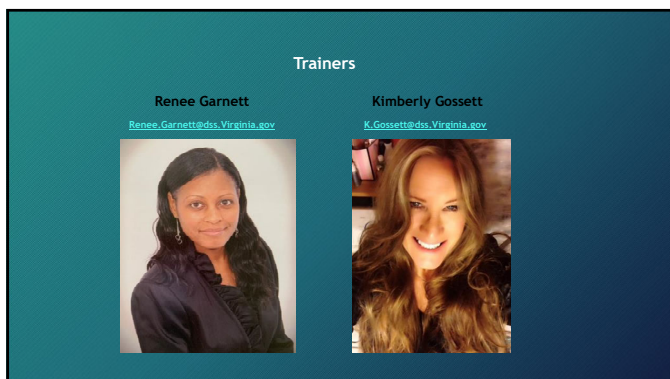 Trainers
Renee Garnett
Renee.Garnett@dss.Virginia.gov
Kimberly Gossett
K.Gossett@dss.Virginia.gov